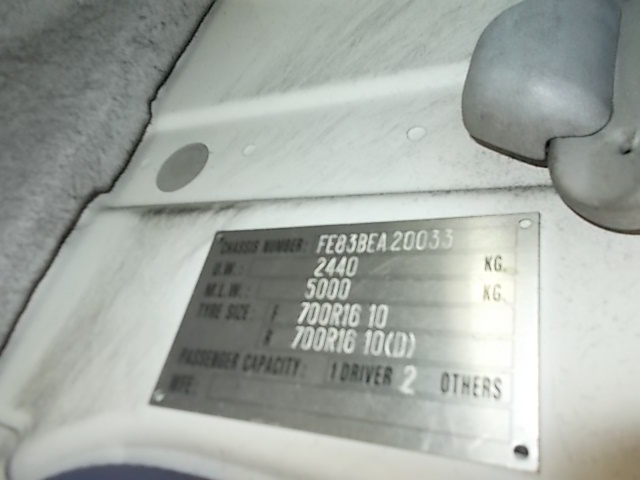 CHASSIS NUMBER: FE83BEA20033
U.W.: 2440 KG.
M.L.W.: 5000 KG.
TYRE SIZE: F 700R16 10
R 700R16 10(D)
PASSENGER CAPACITY: 1 DRIVER 2 OTHERS
MFE: